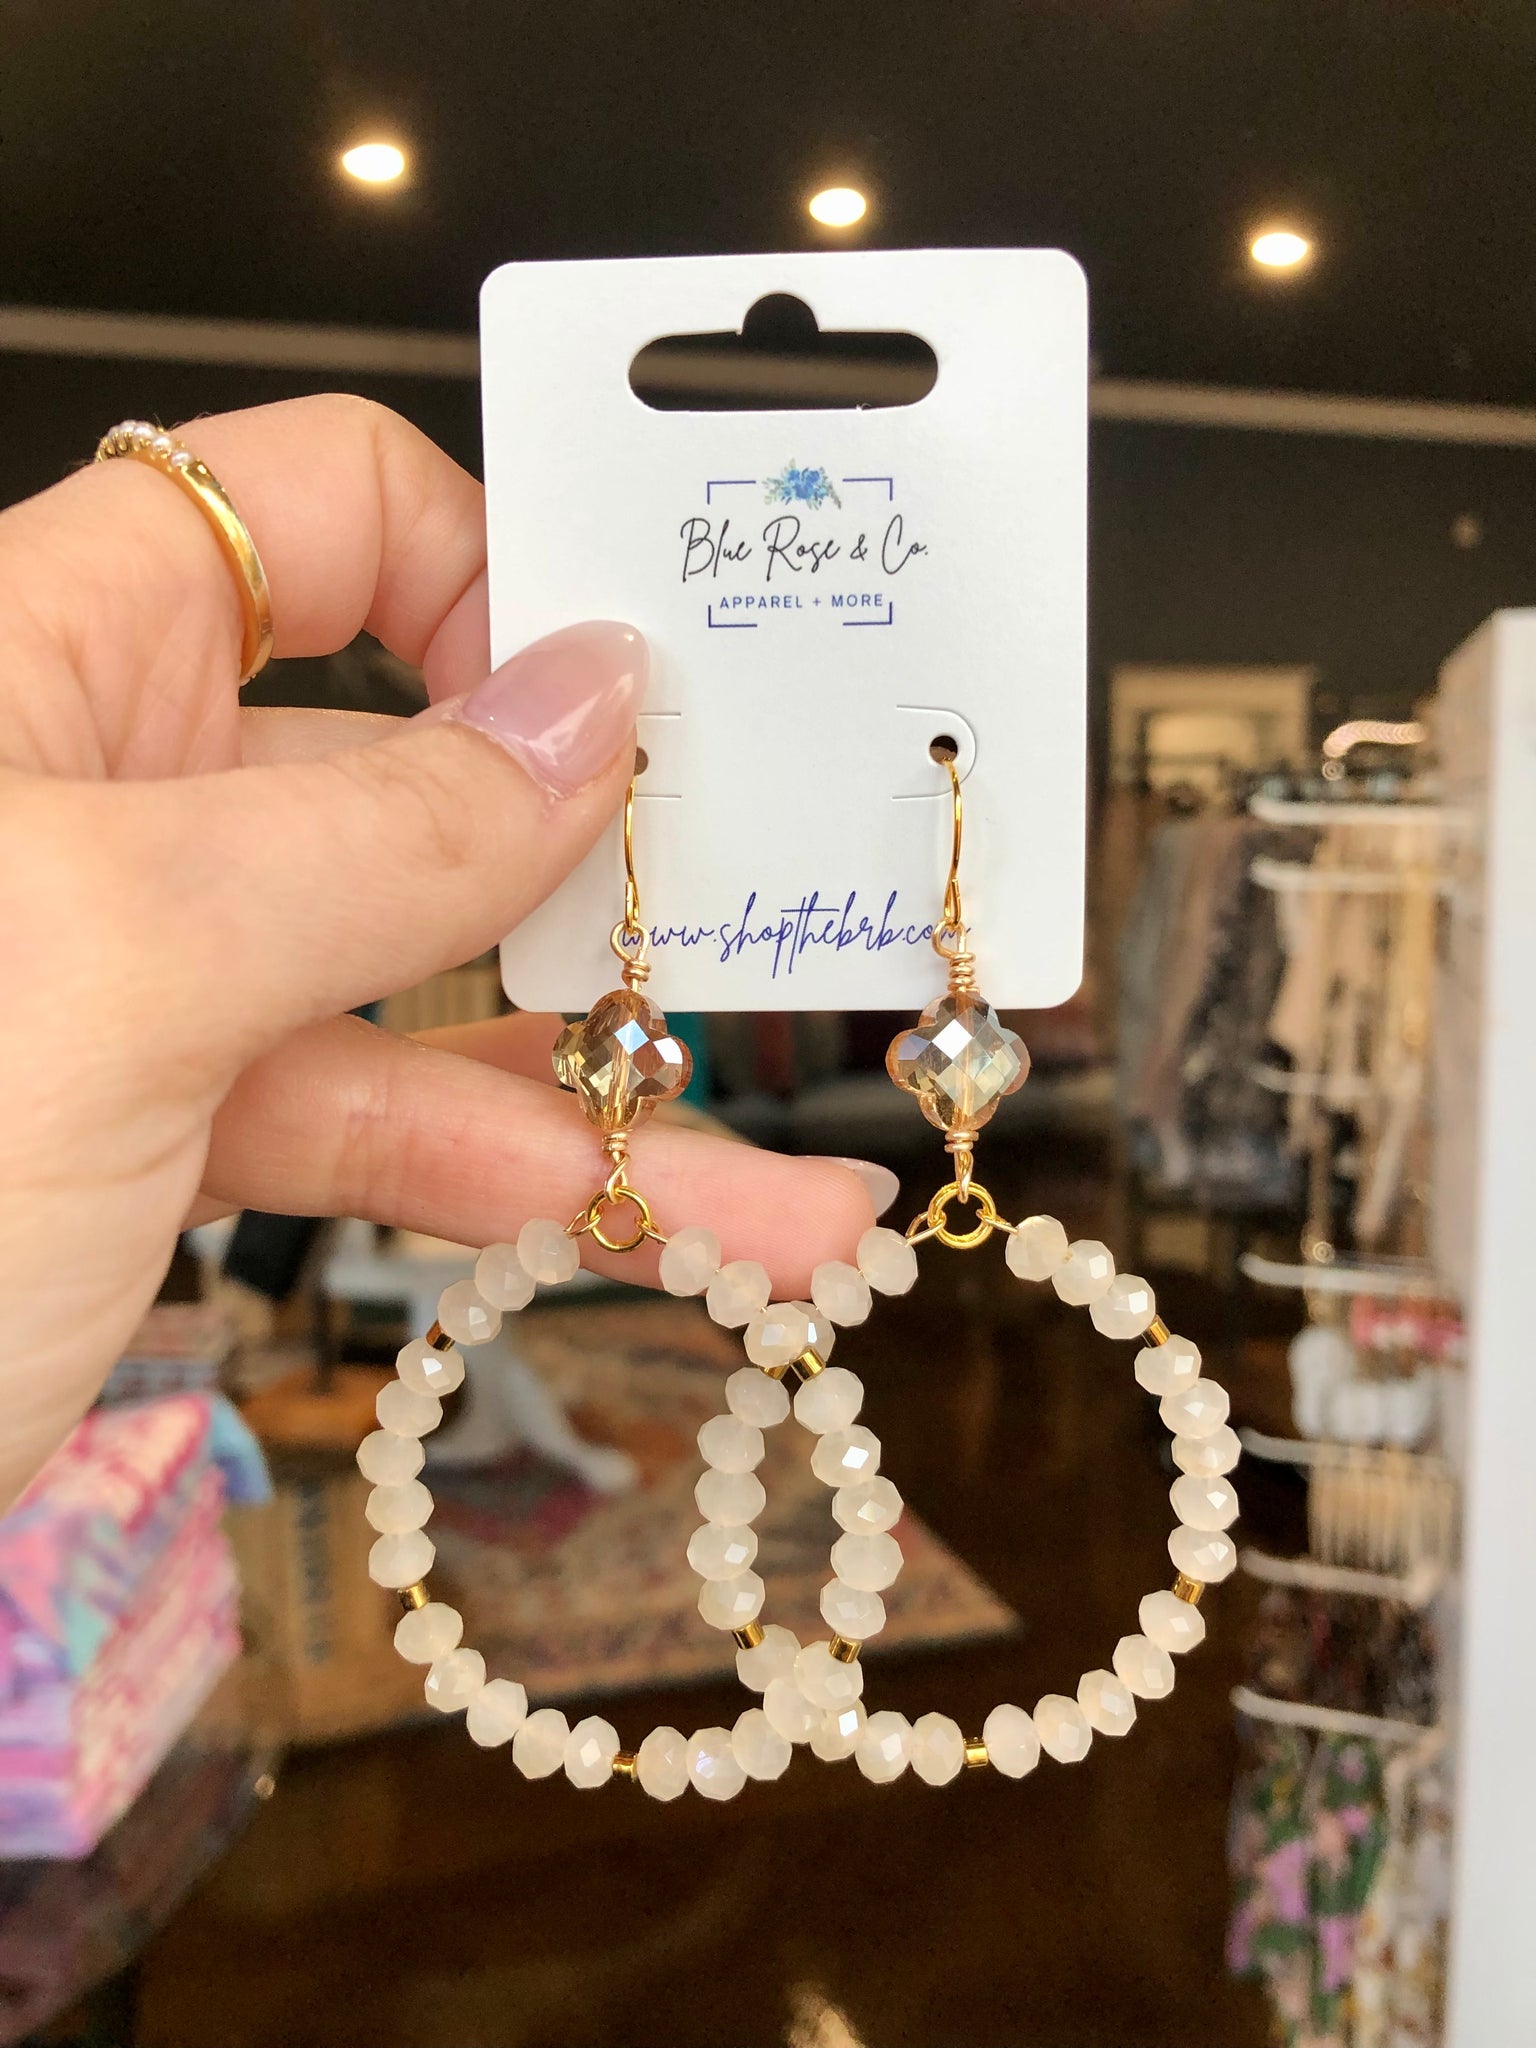 Blue Rose & Co.
APPAREL + MORE
www.shopthebrb.com